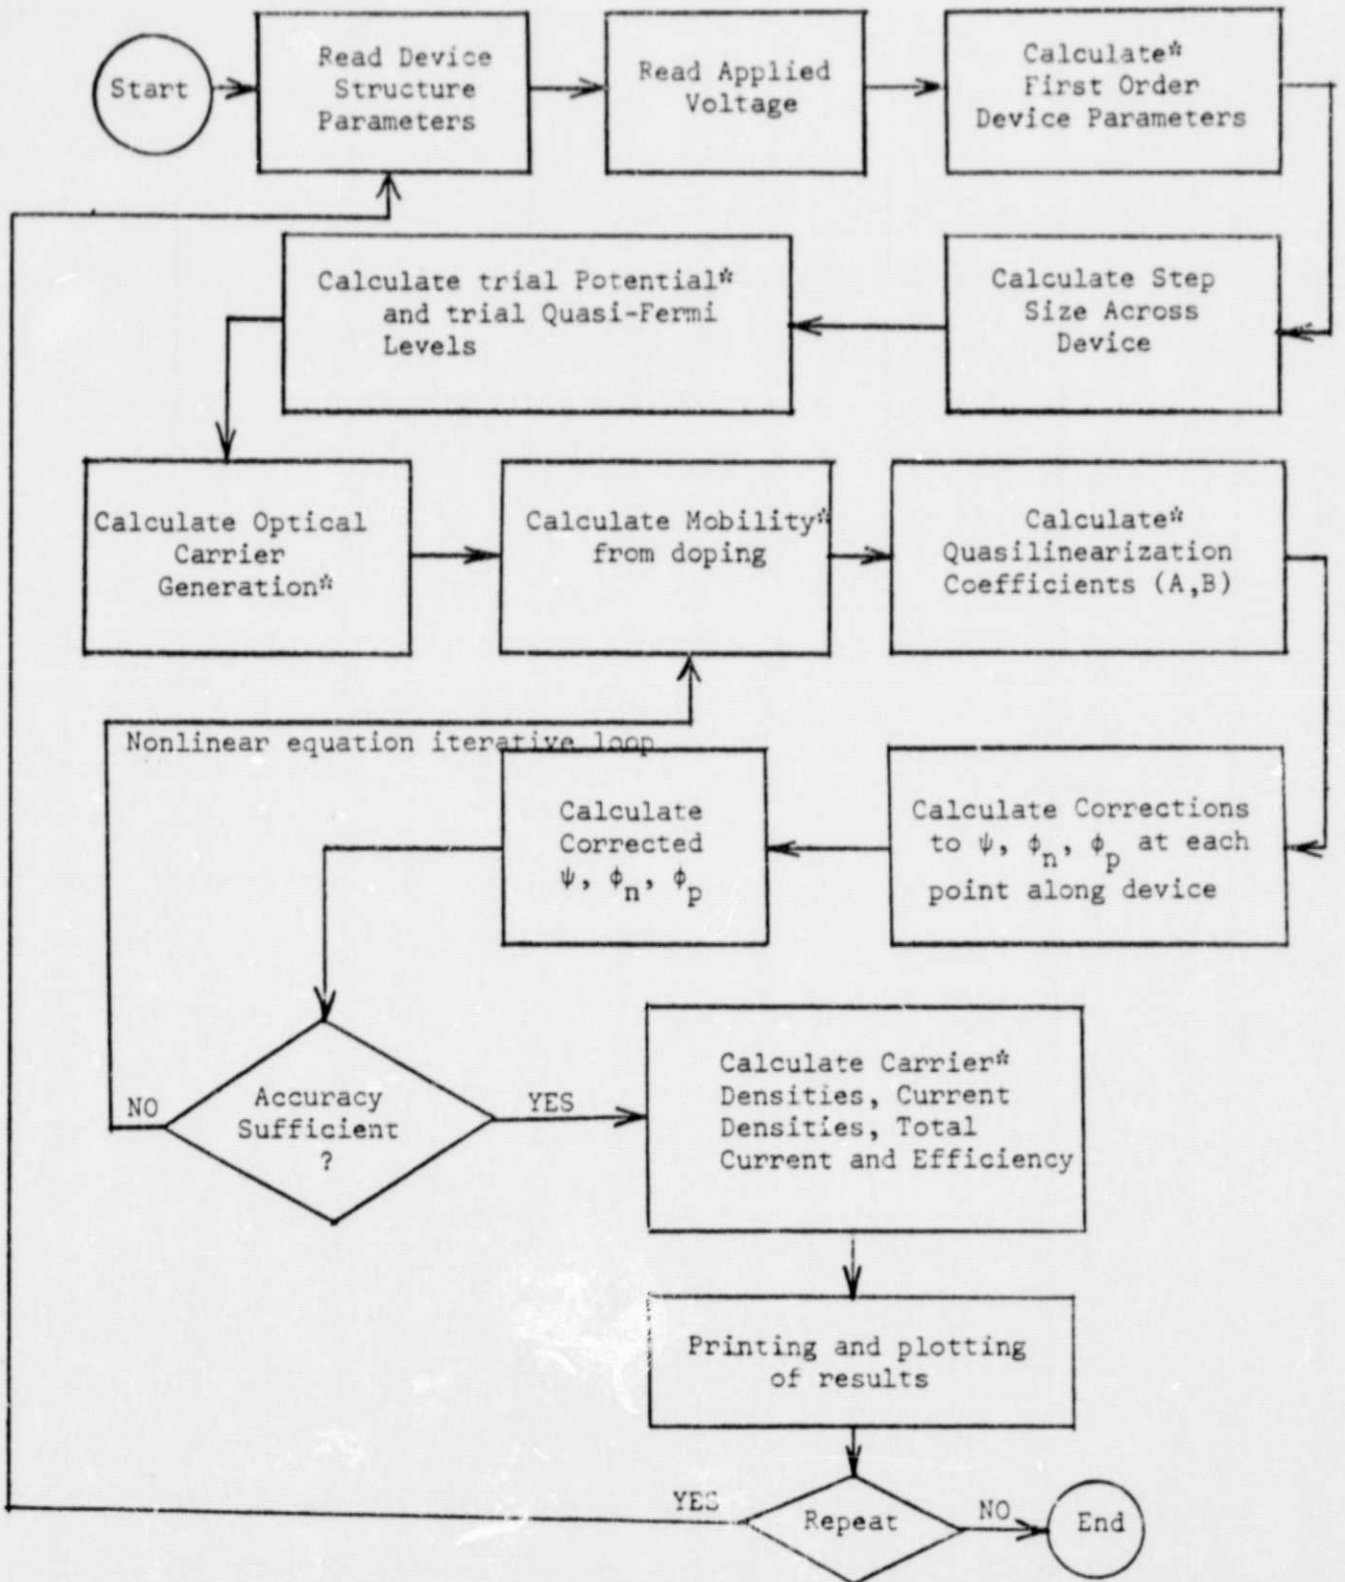 Start
Read Device
Structure
Parameters
Read Applied
Voltage
Calculate*
First Order
Device Parameters
Calculate trial Potential*
and trial Quasi-Fermi
Levels
Calculate Step
Size Across
Device
Calculate Optical
Carrier
Generation*
Calculate Mobility*
from doping
Calculate*
Quasilinearization
Coefficients (A,B)
Nonlinear equation iterative loop
Calculate
Corrected
ψ, ϕn, ϕp
Calculate Corrections
to ψ, ϕn, ϕp at each
point along device
NO
Accuracy
Sufficient
?
YES
Calculate Carrier*
Densities, Current
Densities, Total
Current and Efficiency
Printing and plotting
of results
YES
Repeat
NO
End